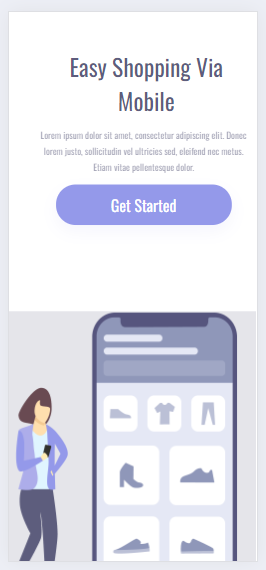 Easy Shopping Via
Mobile
Lorem ipsum dolor sit amet, consectetur adipiscing elit. Donec
lorem justo, sollicitudin vel ultricies sed, eleifend nec metus.
Etiam vitae pellentesque dolor.
Get Started